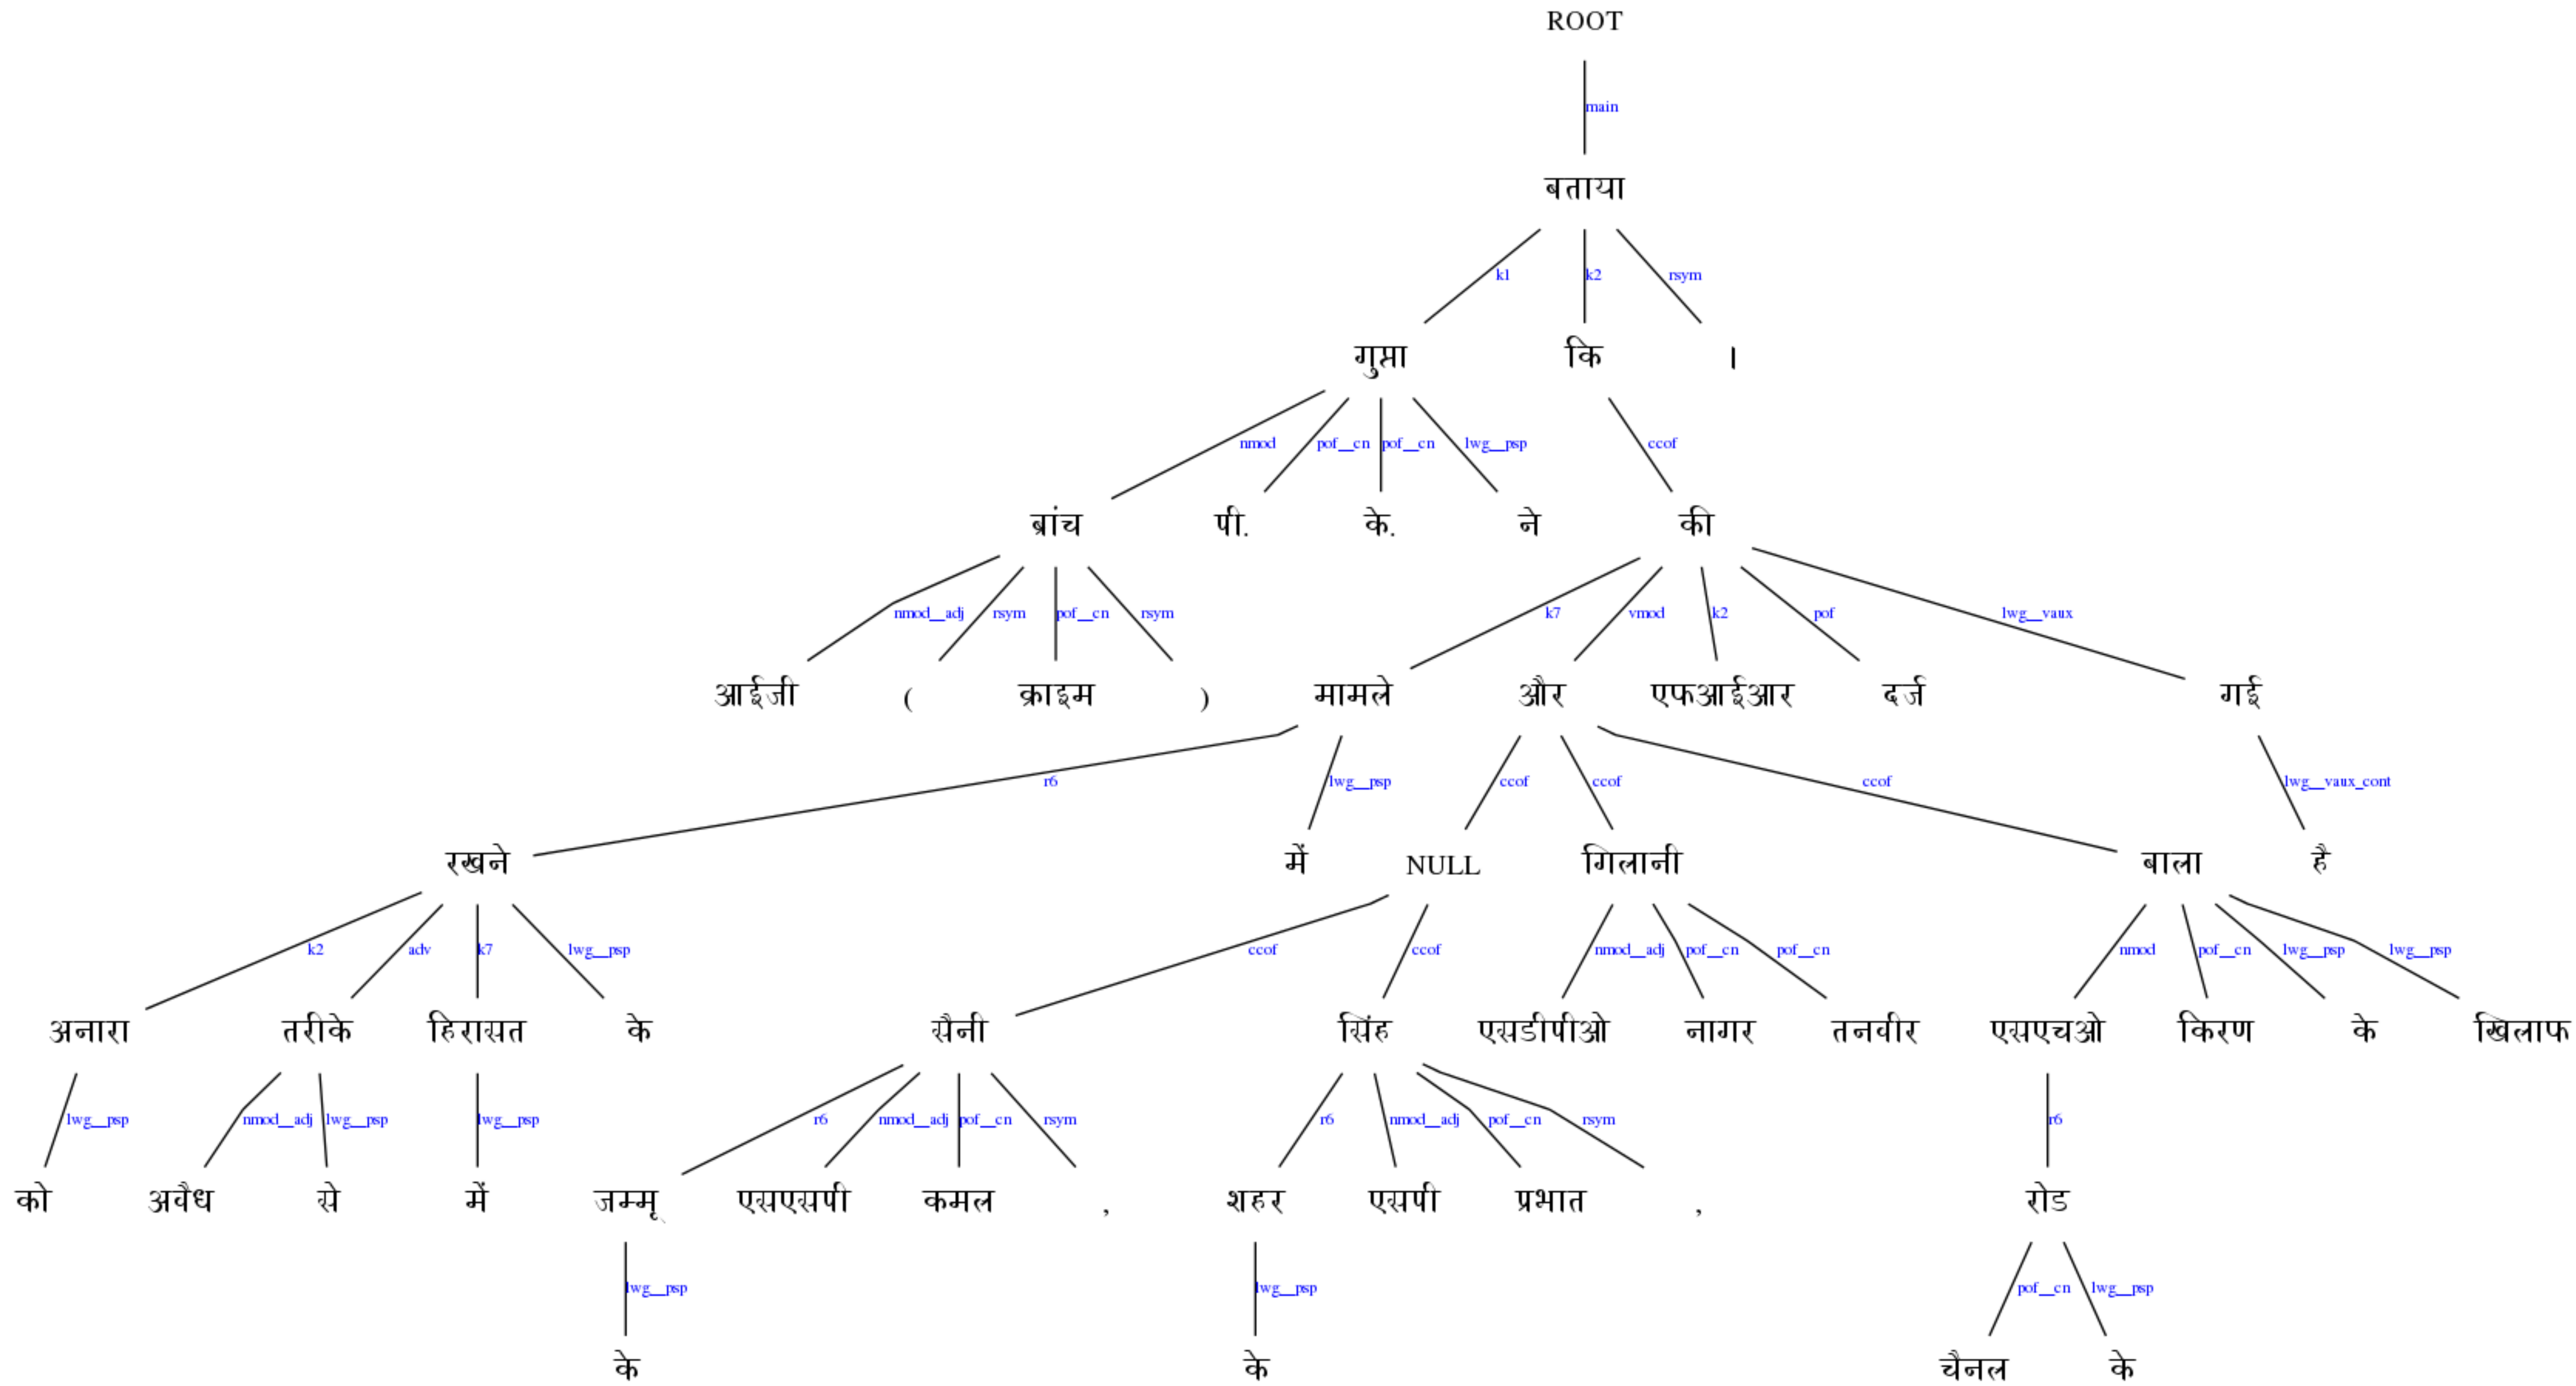 ROOT
main
बताया
k1 k2 rsym
गुप्ता कि ।
nmod pof__cn pof__cn lwg__psp ccof
ब्रांच पी. के. ने की
nmod__adj rsym pof__cn rsym k7 vmod k2 pof lwg__vaux
आईजी ( क्राइम ) मामले और एफआईआर दर्ज गई
r6 lwg__psp ccof ccof ccof lwg__vaux_cont
रखने में NULL गिलानी बाला है
k2 adv k7 lwg__psp ccof ccof nmod__adj pof__cn pof__cn nmod pof__cn lwg__psp lwg__psp
अनारा तरीके हिरासत के सैनी सिंह एसडीपीओ नागर तनवीर एसएचओ किरण के खिलाफ
lwg__psp nmod__adj lwg__psp lwg__psp r6 nmod__adj pof__cn rsym r6 nmod__adj pof__cn rsym r6
को अवैध से में जम्मू एसएसपी कमल , शहर एसपी प्रभात , रोड
lwg__psp lwg__psp pof__cn lwg__psp
के के चैनल के